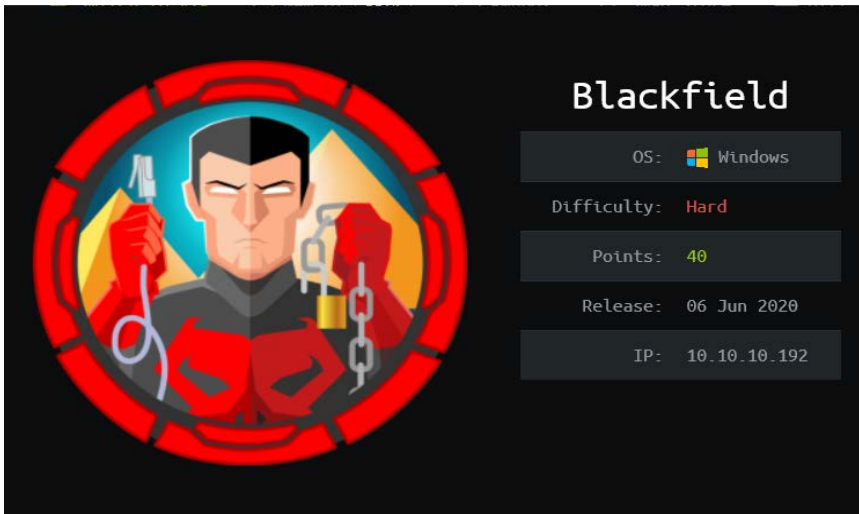 Blackfield
OS: Windows
Difficulty: Hard
Points: 40
Release: 06 Jun 2020
IP: 10.10.10.192